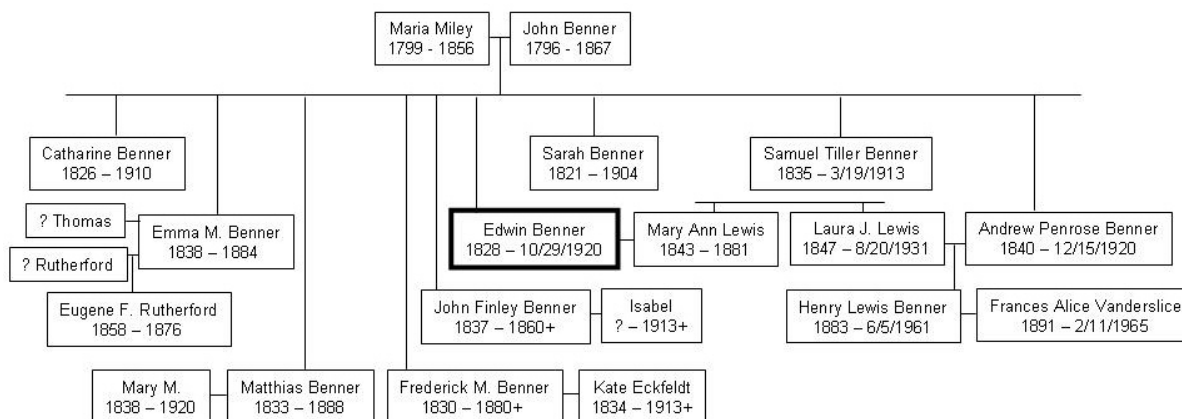 Maria Miley
1799 - 1856
John Benner
1796 - 1867
Catharine Benner
1826 – 1910
Sarah Benner
1821 – 1904
Samuel Tiller Benner
1835 – 3/19/1913
? Thomas
Emma M. Benner
1838 – 1884
? Rutherford
Edwin Benner
1828 – 10/29/1920
Mary Ann Lewis
1843 – 1881
Laura J. Lewis
1847 – 8/20/1931
Andrew Penrose Benner
1840 – 12/15/1920
Eugene F. Rutherford
1858 – 1876
John Finley Benner
1837 – 1860+
Isabel
? – 1913+
Henry Lewis Benner
1883 – 6/5/1961
Frances Alice Vanderslice
1891 – 2/11/1965
Mary M.
1838 – 1920
Matthias Benner
1833 – 1888
Frederick M. Benner
1830 – 1880+
Kate Eckfeldt
1834 – 1913+